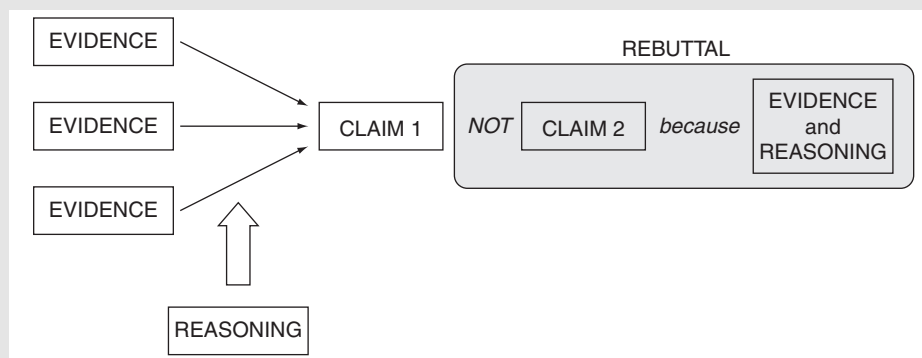 EVIDENCE
EVIDENCE
EVIDENCE
REASONING
CLAIM 1
REBUTTAL
NOT CLAIM 2 because
EVIDENCE
and
REASONING